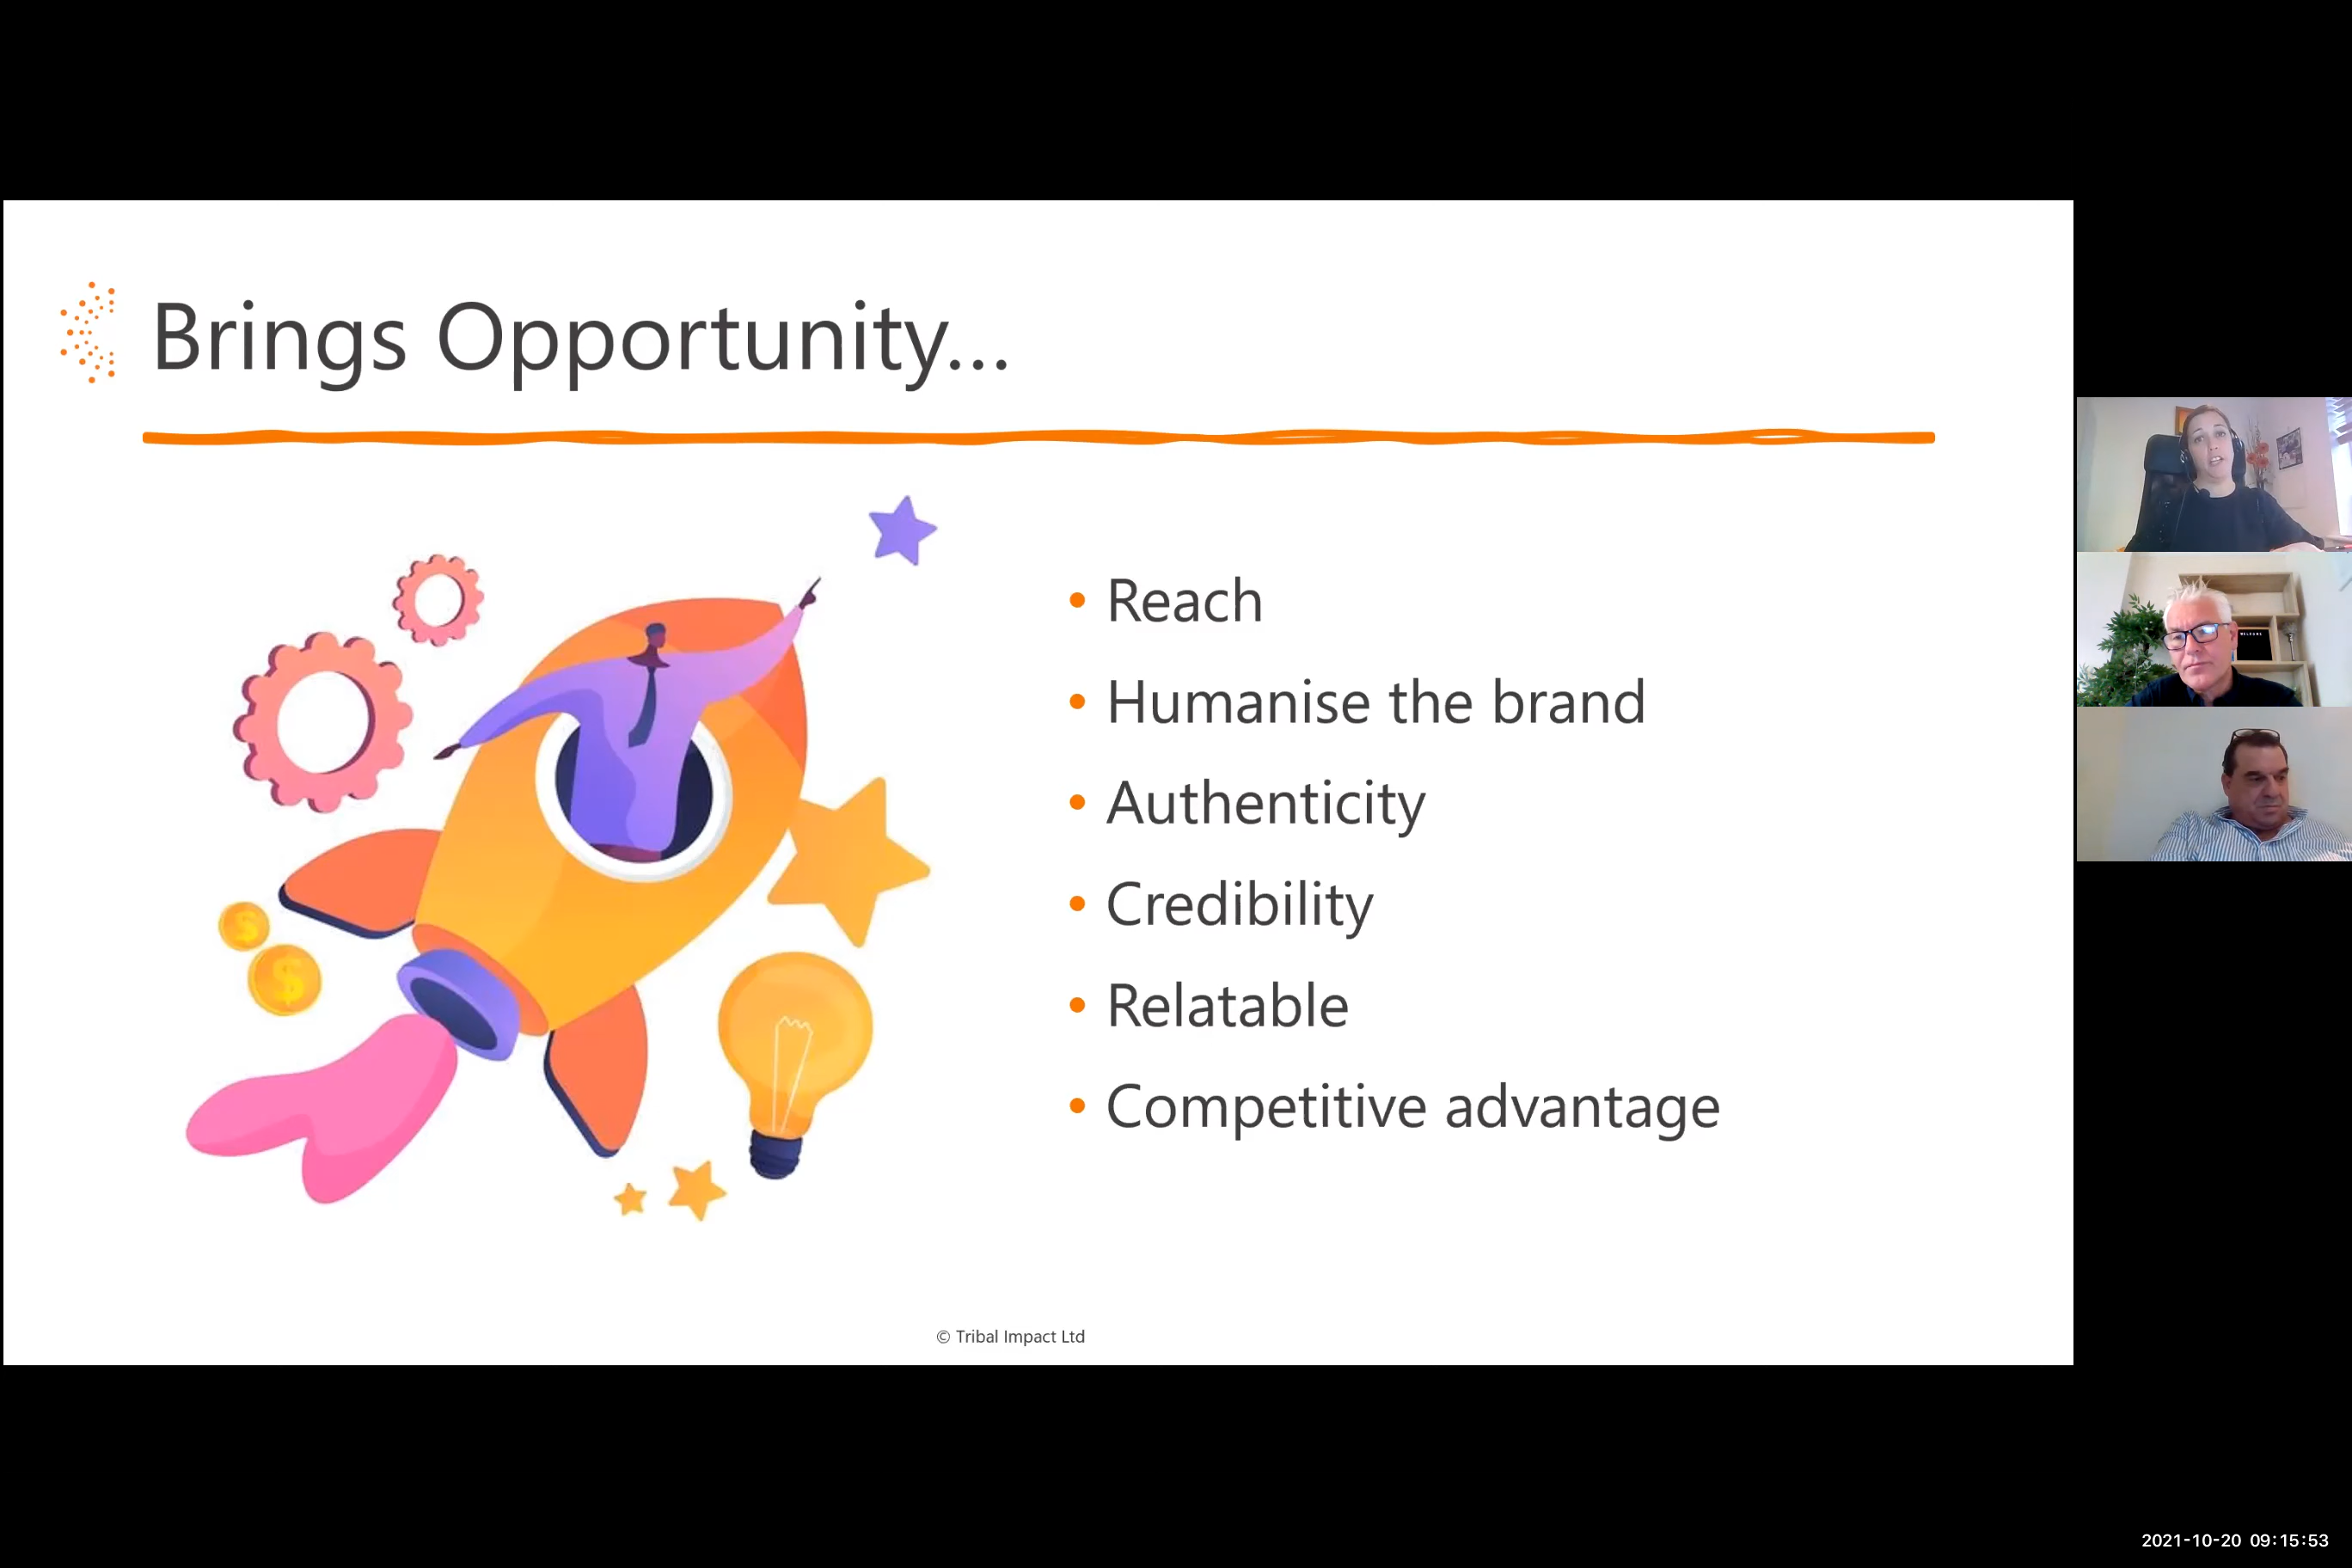 Brings Opportunity...
Reach
Humanise the brand
Authenticity
Credibility
Relatable
Competitive advantage
$
$
WELCOME
© Tribal Impact Ltd
2021-10-20 09:15:53